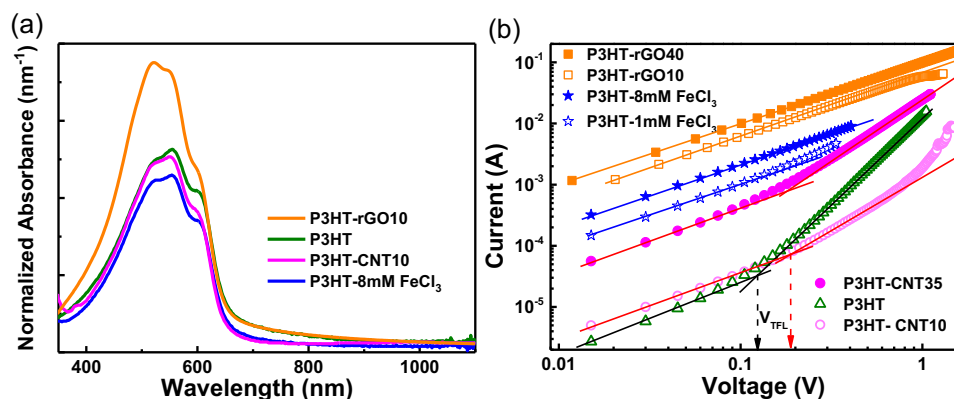 (a)
Normalized Absorbance (nm⁻¹)
P3HT-rGO10
P3HT
P3HT-CNT10
P3HT-8mM FeCl₃
400 600 800 1000
Wavelength (nm)
(b)
Current (A)
10⁻¹
10⁻²
10⁻³
10⁻⁴
10⁻⁵
P3HT-rGO40
P3HT-rGO10
P3HT-8mM FeCl₃
P3HT-1mM FeCl₃
V_TFL
P3HT-CNT35
P3HT
P3HT- CNT10
0.01 0.1 1
Voltage (V)